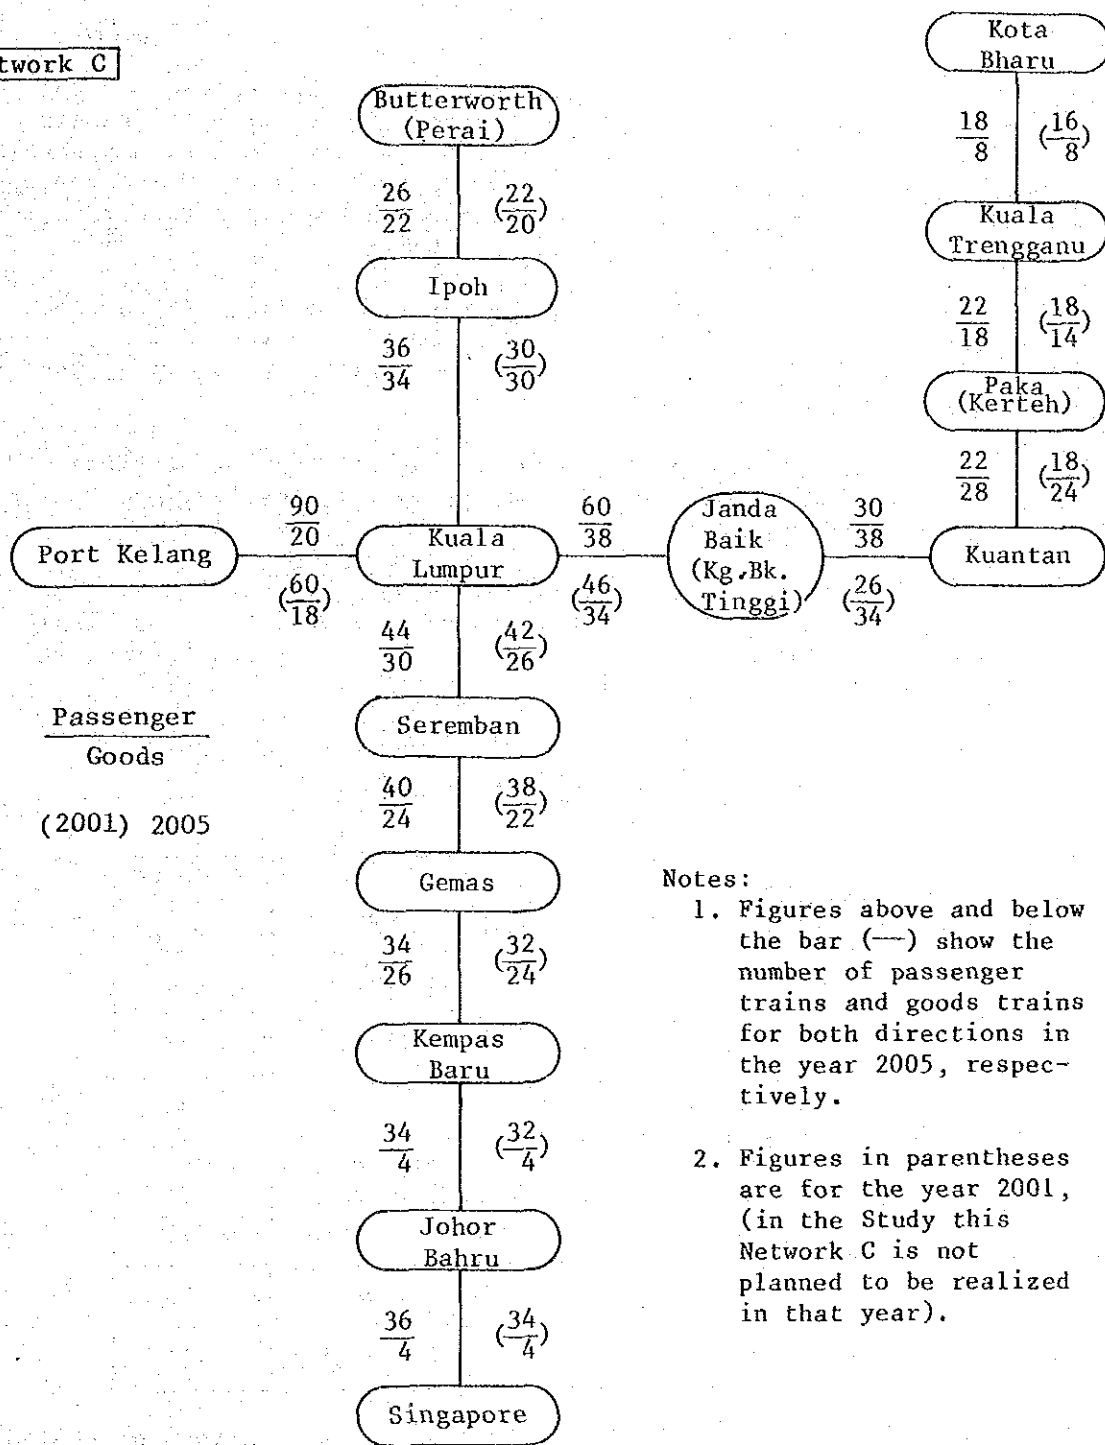 twork C
Kota
Bharu
18
8
(16
8)
Butterworth
(Perai)
26
22
(22
20)
Kuala
Trengganu
Ipoh
22
18
(18
14)
36
34
(30
30)
Paka
(Kerteh)
22
28
(18
24)
Port Kelang
90
20
(60
18)
Kuala
Lumpur
60
38
(46
34)
Janda
Baik
(Kg.Bk.
Tinggi)
30
38
(26
34)
Kuantan
44
30
(42
26)
Passenger
Goods
(2001) 2005
Seremban
40
24
(38
22)
Gemas
34
26
(32
24)
Kempas
Baru
34
4
(32
4)
Johor
Bahru
36
4
(34
4)
Singapore
Notes:
1. Figures above and below
the bar (—) show the
number of passenger
trains and goods trains
for both directions in
the year 2005, respec-
tively.
2. Figures in parentheses
are for the year 2001,
(in the Study this
Network C is not
planned to be realized
in that year).